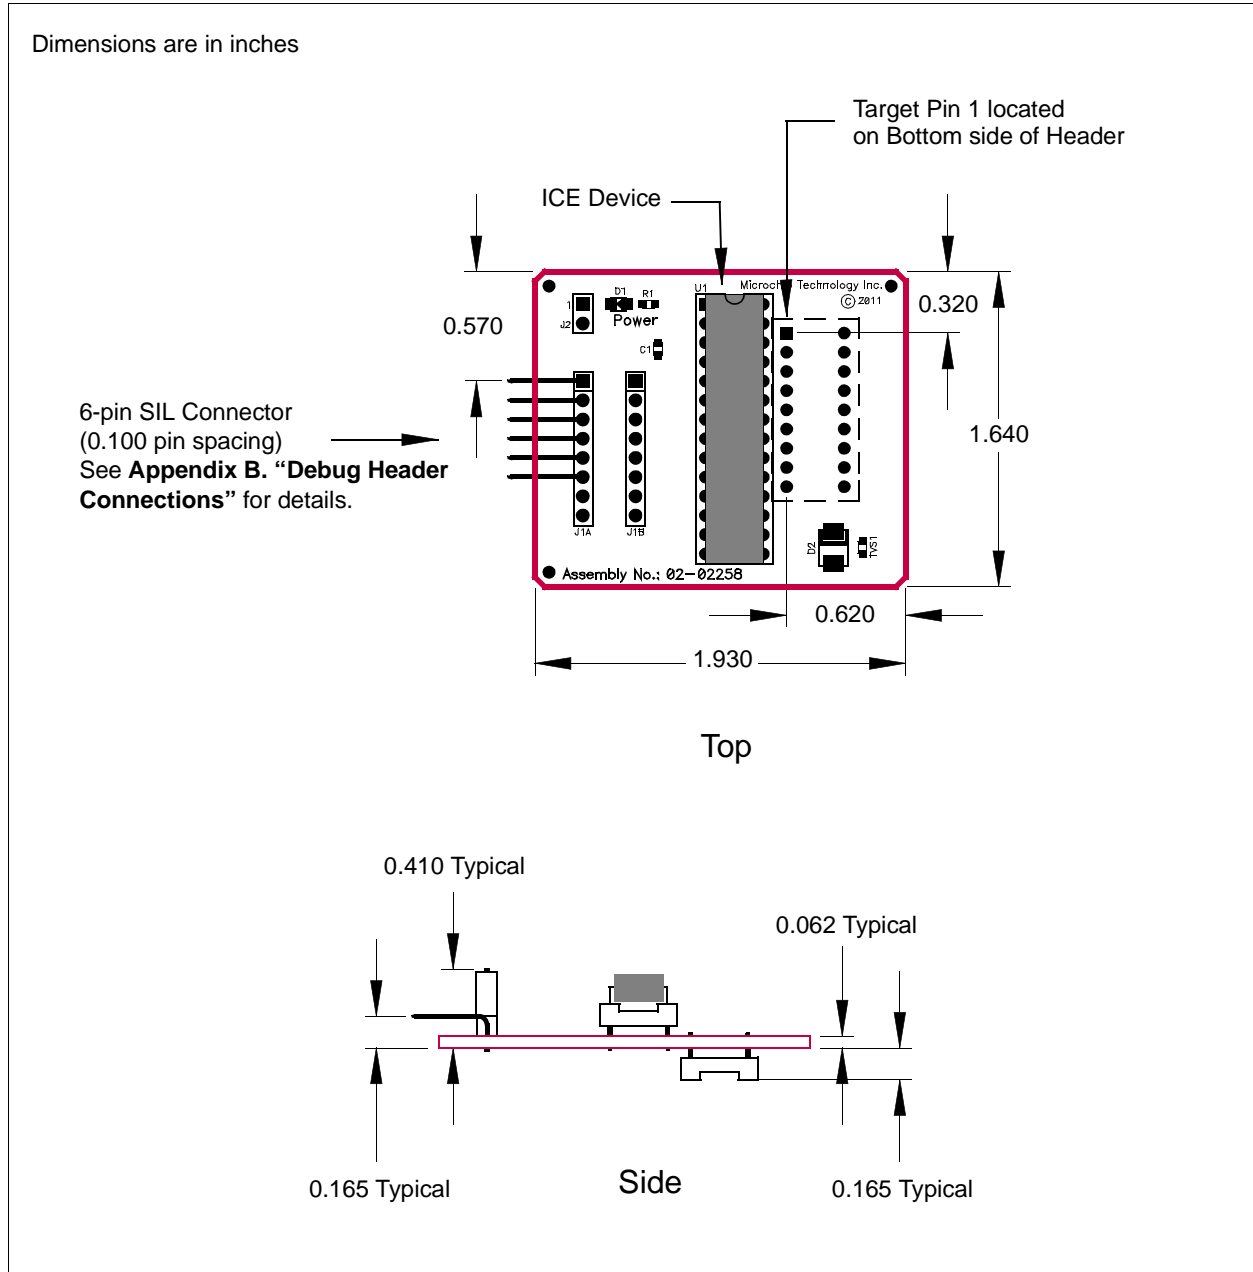 Dimensions are in inches
Target Pin 1 located
on Bottom side of Header
ICE Device
0.570
0.320
1.640
6-pin SIL Connector
(0.100 pin spacing)
See Appendix B. “Debug Header
Connections” for details.
U1
Microchip Technology Inc.
© 2011
D1
R1
1
J2
Power
C1
J1A
J1B
D2
TVS1
Assembly No.: 02-02258
0.620
1.930
Top
0.410 Typical
0.062 Typical
0.165 Typical
Side
0.165 Typical